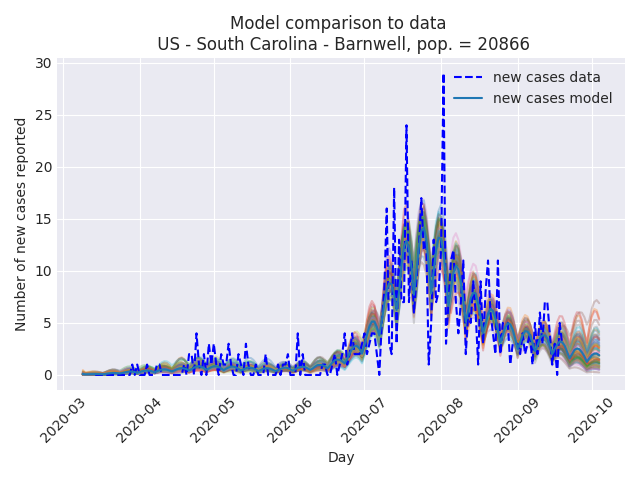 Model comparison to data
US - South Carolina - Barnwell, pop. = 20866
new cases data
new cases model
Number of new cases reported
30
25
20
15
10
5
0
2020-03
2020-04
2020-05
2020-06
2020-07
2020-08
2020-09
2020-10
Day